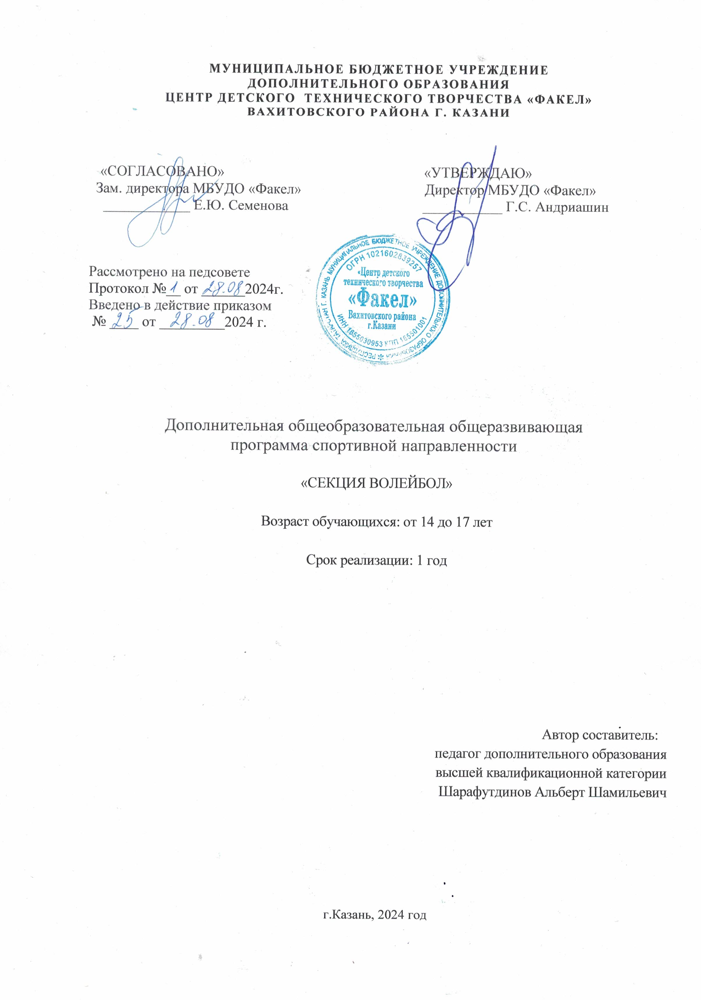 МУНИЦИПАЛЬНОЕ БЮДЖЕТНОЕ УЧРЕЖДЕНИЕ
ДОПОЛНИТЕЛЬНОГО ОБРАЗОВАНИЯ
ЦЕНТР ДЕТСКОГО ТЕХНИЧЕСКОГО ТВОРЧЕСТВА «ФАКЕЛ»
ВАХИТОВСКОГО РАЙОНА Г. КАЗАНИ
«СОГЛАСОВАНО»
Зам. директора МБУДО «Факел»
____________ Е.Ю. Семенова
«УТВЕРЖДАЮ»
Директор МБУДО «Факел»
___________ Г.С. Андриашин
Рассмотрено на педсовете
Протокол № 1 от 28.08 2024г.
Введено в действие приказом
№ 25 от 28.08 2024 г.
РЕСПУБЛИКА ТАТАРСТАН Г. КАЗАНЬ МУНИЦИПАЛЬНОЕ БЮДЖЕТНОЕ УЧРЕЖДЕНИЕ ДОПОЛНИТЕЛЬНОГО ОБРАЗОВАНИЯ
ОГРН 1021602839257
«Центр детского
технического творчества
«Факел»
Вахитовского района
г.Казани
ИНН 1655030953 КПП 165501001
Дополнительная общеобразовательная общеразвивающая
программа спортивной направленности
«СЕКЦИЯ ВОЛЕЙБОЛ»
Возраст обучающихся: от 14 до 17 лет
Срок реализации: 1 год
Автор составитель:
педагог дополнительного образования
высшей квалификационной категории
Шарафутдинов Альберт Шамильевич
г.Казань, 2024 год